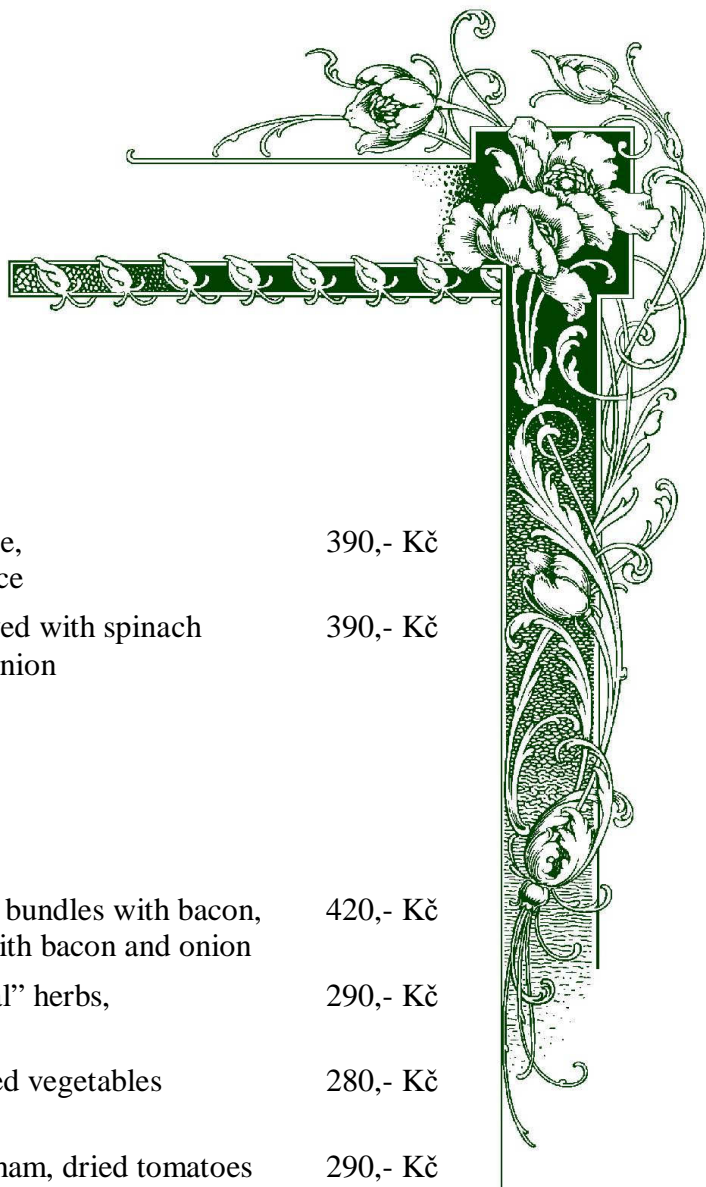 e, 390,- Kč
ce
ed with spinach 390,- Kč
nion
bundles with bacon, 420,- Kč
ith bacon and onion
al” herbs, 290,- Kč
ed vegetables 280,- Kč
ham, dried tomatoes 290,- Kč